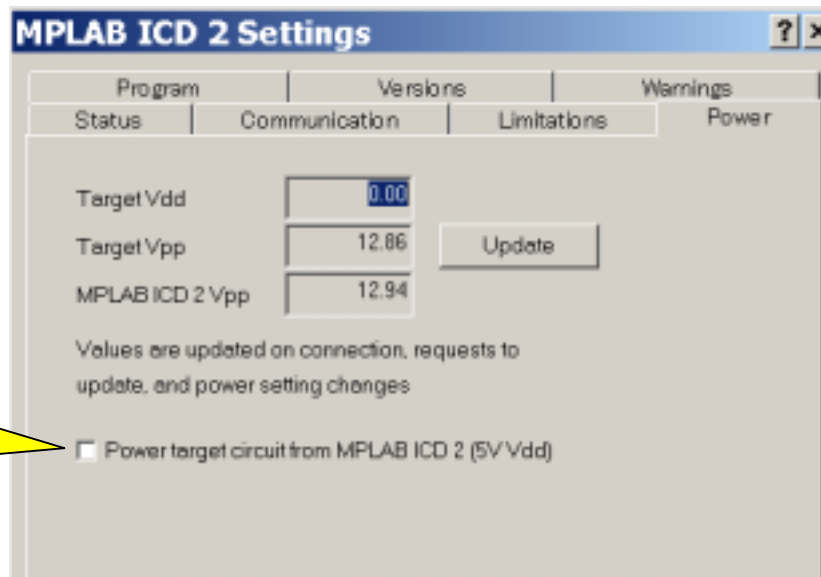 MPLAB ICD 2 Settings
Program Versions Warnings
Status Communication Limitations Power
Target Vdd 0.00
Target Vpp 12.86 Update
MPLAB ICD 2 Vpp 12.94
Values are updated on connection, requests to
update, and power setting changes
Power target circuit from MPLAB ICD 2 (5V Vdd)